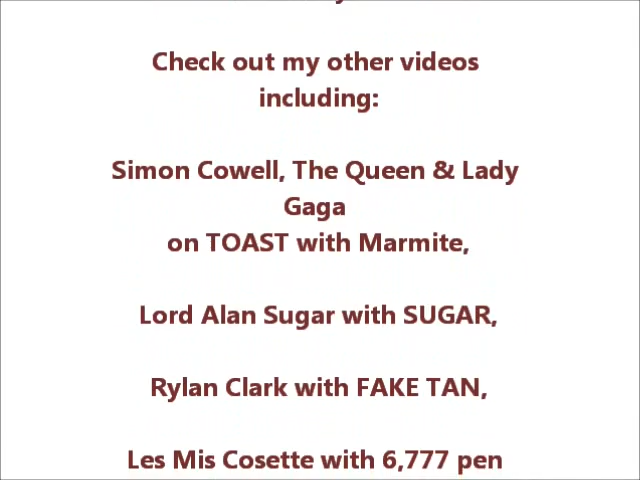 Check out my other videos
including:
Simon Cowell, The Queen & Lady
Gaga
on TOAST with Marmite,
Lord Alan Sugar with SUGAR,
Rylan Clark with FAKE TAN,
Les Mis Cosette with 6,777 pen